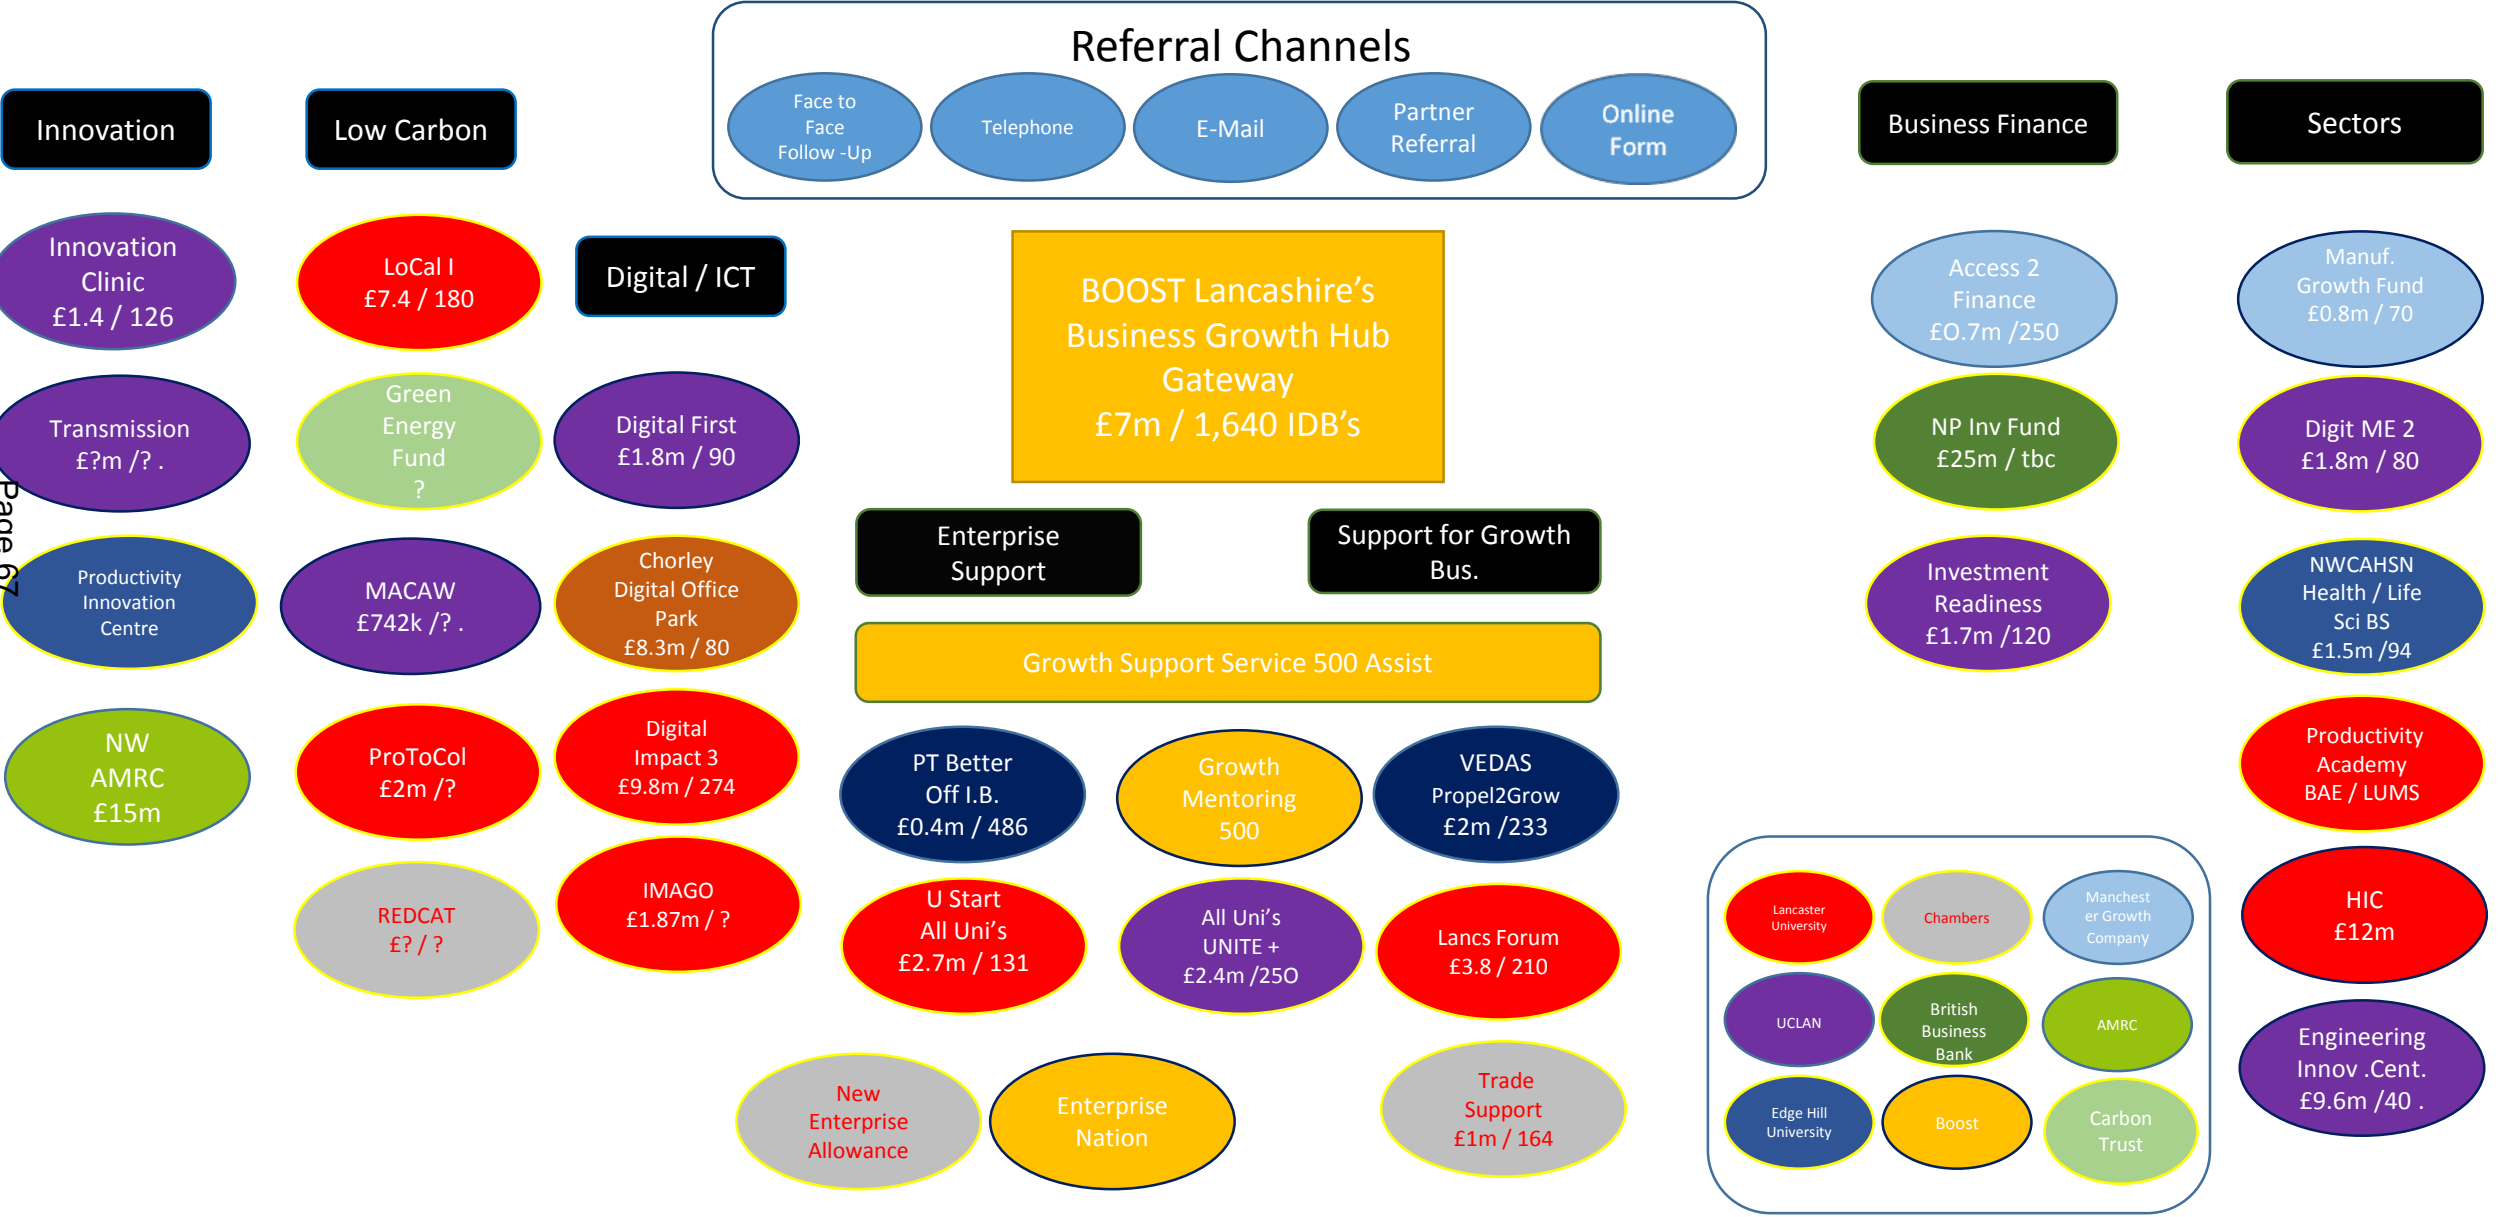 Referral Channels
Face to
Face
Follow -Up
Telephone
E-Mail
Partner
Referral
Online
Form
Innovation
Low Carbon
Business Finance
Sectors
Innovation
Clinic
£1.4 / 126
Transmission
£?m /? .
Productivity
Innovation
Centre
NW
AMRC
£15m
Page 67
LoCal I
£7.4 / 180
Green
Energy
Fund
?
MACAW
£742k /? .
ProToCol
£2m /?
REDCAT
£? / ?
Digital / ICT
Digital First
£1.8m / 90
Chorley
Digital Office
Park
£8.3m / 80
Digital
Impact 3
£9.8m / 274
IMAGO
£1.87m / ?
BOOST Lancashire’s
Business Growth Hub
Gateway
£7m / 1,640 IDB’s
Enterprise
Support
Support for Growth
Bus.
Growth Support Service 500 Assist
PT Better
Off I.B.
£0.4m / 486
Growth
Mentoring
500
VEDAS
Propel2Grow
£2m /233
U Start
All Uni’s
£2.7m / 131
All Uni’s
UNITE +
£2.4m /25O
Lancs Forum
£3.8 / 210
New
Enterprise
Allowance
Enterprise
Nation
Trade
Support
£1m / 164
Access 2
Finance
£O.7m /250
NP Inv Fund
£25m / tbc
Investment
Readiness
£1.7m /120
Manuf.
Growth Fund
£0.8m / 70
Digit ME 2
£1.8m / 80
NWCAHSN
Health / Life
Sci BS
£1.5m /94
Productivity
Academy
BAE / LUMS
HIC
£12m
Engineering
Innov .Cent.
£9.6m /40 .
Lancaster
University
Chambers
Manchest
er Growth
Company
UCLAN
British
Business
Bank
AMRC
Edge Hill
University
Boost
Carbon
Trust